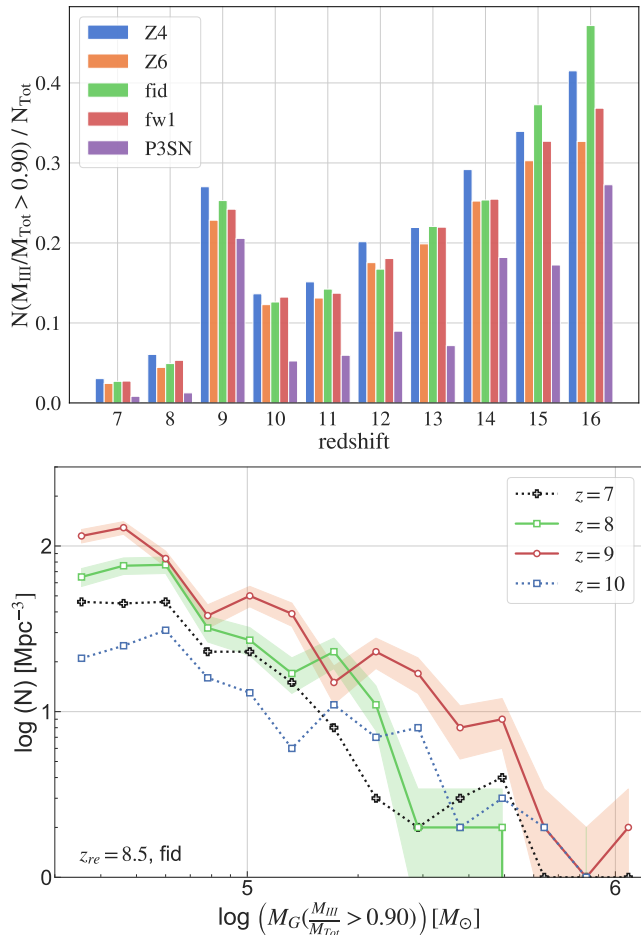 N(M_III/M_Tot > 0.90) / N_Tot
0.4
0.3
0.2
0.1
0.0
Z4
Z6
fid
fw1
P3SN
7 8 9 10 11 12 13 14 15 16
redshift
log (N) [Mpc⁻³]
2
1
0
z = 7
z = 8
z = 9
z = 10
z_re = 8.5, fid
5 6
log (M_G(M_III/M_Tot > 0.90)) [M_⊙]